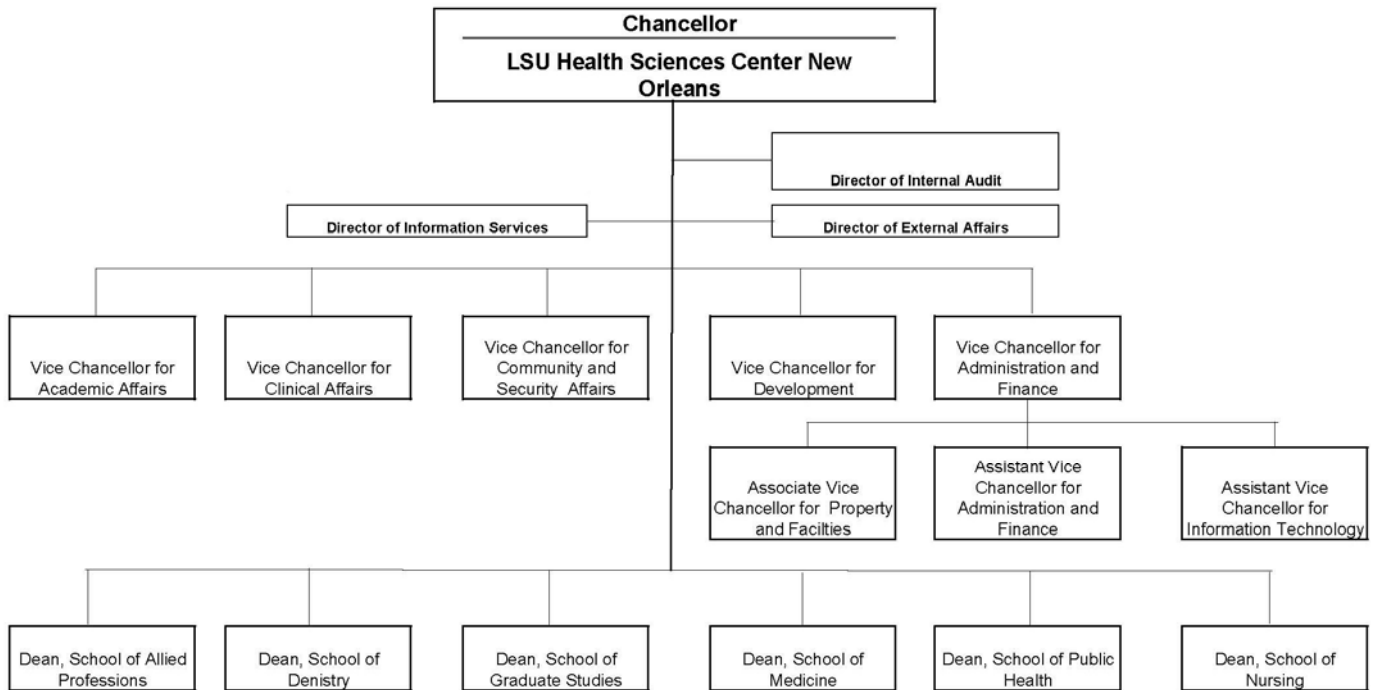 Chancellor
LSU Health Sciences Center New
Orleans
Director of Internal Audit
Director of Information Services
Director of External Affairs
Vice Chancellor for
Academic Affairs
Vice Chancellor for
Clinical Affairs
Vice Chancellor for
Community and
Security Affairs
Vice Chancellor for
Development
Vice Chancellor for
Administration and
Finance
Associate Vice
Chancellor for Property
and Facilties
Assistant Vice
Chancellor for
Administration and
Finance
Assistant Vice
Chancellor for
Information Technology
Dean, School of Allied
Professions
Dean, School of
Denistry
Dean, School of
Graduate Studies
Dean, School of
Medicine
Dean, School of Public
Health
Dean, School of
Nursing